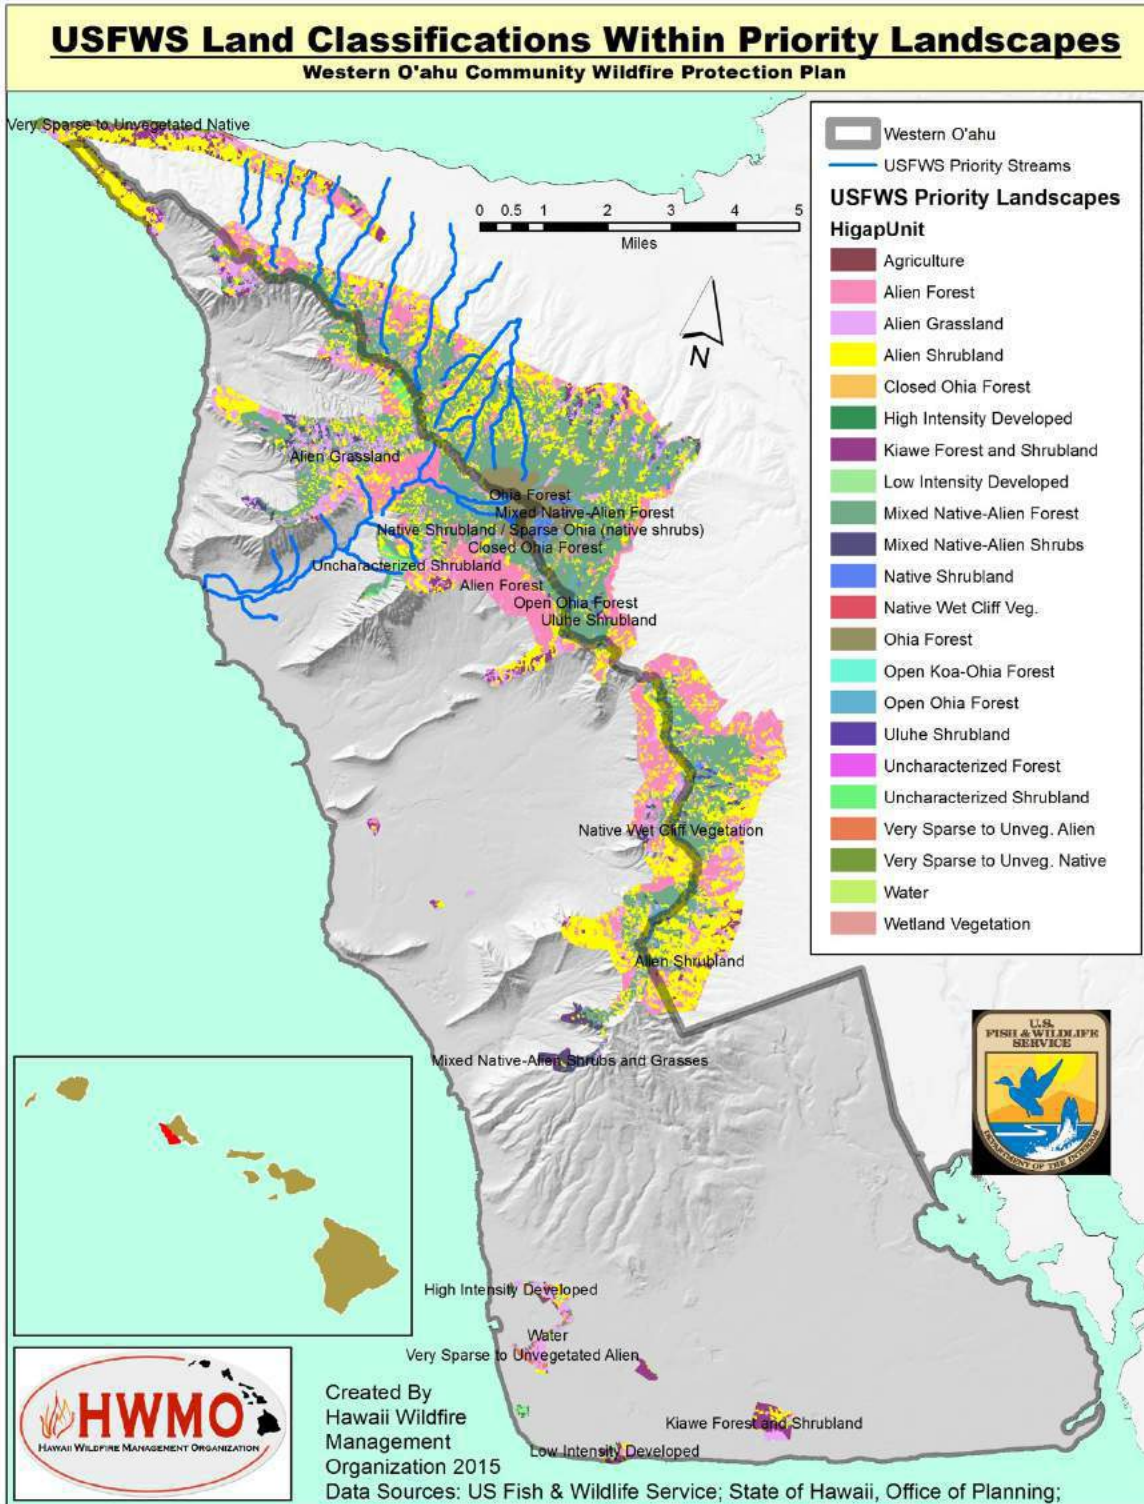 USFWS Land Classifications Within Priority Landscapes
Western O'ahu Community Wildfire Protection Plan
Very Sparse to Unvegetated Native
0 0.5 1 2 3 4 5
Miles
N
Western O'ahu
USFWS Priority Streams
USFWS Priority Landscapes
HigapUnit
Agriculture
Alien Forest
Alien Grassland
Alien Shrubland
Closed Ohia Forest
High Intensity Developed
Kiawe Forest and Shrubland
Low Intensity Developed
Mixed Native-Alien Forest
Mixed Native-Alien Shrubs
Native Shrubland
Native Wet Cliff Veg.
Ohia Forest
Open Koa-Ohia Forest
Open Ohia Forest
Uluhe Shrubland
Uncharacterized Forest
Uncharacterized Shrubland
Very Sparse to Unveg. Alien
Very Sparse to Unveg. Native
Water
Wetland Vegetation
Alien Grassland
Ohia Forest
Mixed Native-Alien Forest
Native Shrubland / Sparse Ohia (native shrubs)
Closed Ohia Forest
Uncharacterized Shrubland
Alien Forest
Open Ohia Forest
Uluhe Shrubland
Native Wet Cliff Vegetation
Alien Shrubland
Mixed Native-Alien Shrubs and Grasses
U.S.
FISH & WILDLIFE
SERVICE
DEPARTMENT OF THE INTERIOR
High Intensity Developed
Water
Very Sparse to Unvegetated Alien
Kiawe Forest and Shrubland
Low Intensity Developed
HWMO
HAWAII WILDFIRE MANAGEMENT ORGANIZATION
Created By
Hawaii Wildfire
Management
Organization 2015
Data Sources: US Fish & Wildlife Service; State of Hawaii, Office of Planning;